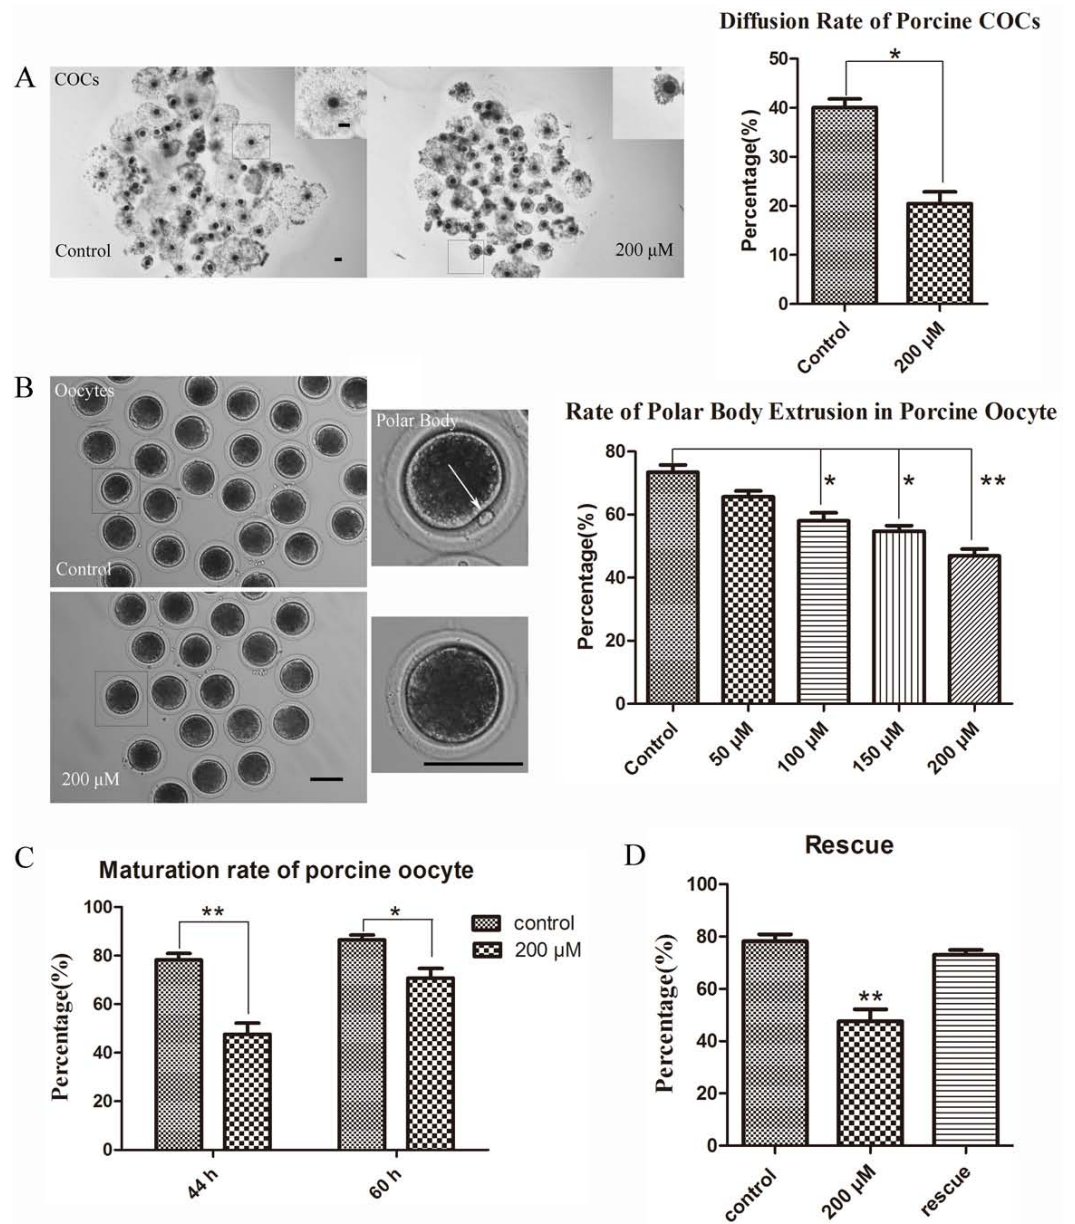 A
COCs
Control
200 μM
Diffusion Rate of Porcine COCs
*
Percentage(%)
50
40
30
20
10
0
Control
200 μM
B
Oocytes
Control
200 μM
Polar Body
Rate of Polar Body Extrusion in Porcine Oocyte
* * **
Percentage(%)
80
60
40
20
0
Control
50 μM
100 μM
150 μM
200 μM
C
Maturation rate of porcine oocyte
** *
control
200 μM
Percentage(%)
100
80
60
40
20
0
44 h
60 h
D
Rescue
**
Percentage(%)
100
80
60
40
20
0
control
200 μM
rescue